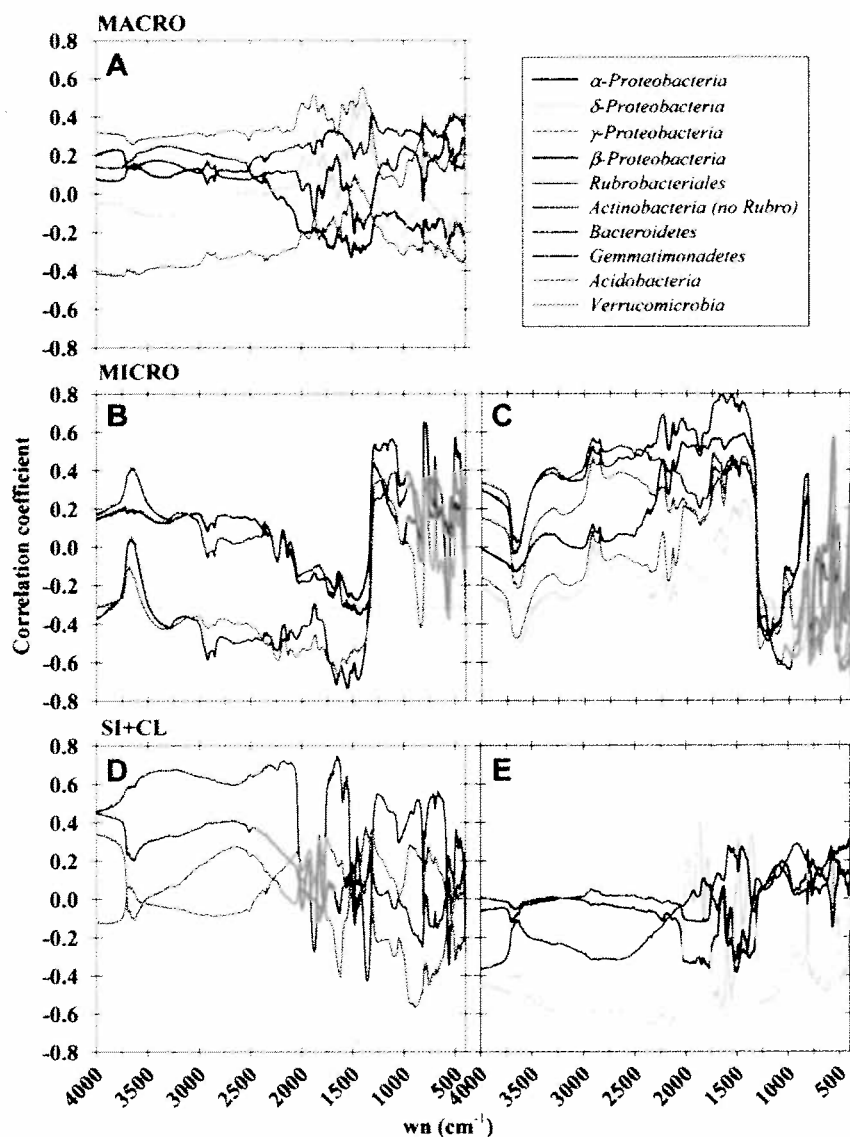 MACRO
A
0.8
0.6
0.4
0.2
0.0
-0.2
-0.4
-0.6
-0.8
α-Proteobacteria
δ-Proteobacteria
γ-Proteobacteria
β-Proteobacteria
Rubrobacteriales
Actinobacteria (no Rubro)
Bacteroidetes
Gemmatimonadetes
Acidobacteria
Verrucomicrobia
MICRO
B
C
0.8
0.6
0.4
0.2
0.0
-0.2
-0.4
-0.6
-0.8
Correlation coefficient
SI+CL
D
E
0.8
0.6
0.4
0.2
0.0
-0.2
-0.4
-0.6
-0.8
4000 3500 3000 2500 2000 1500 1000 500 4000 3500 3000 2500 2000 1500 1000 500
wn (cm⁻¹)